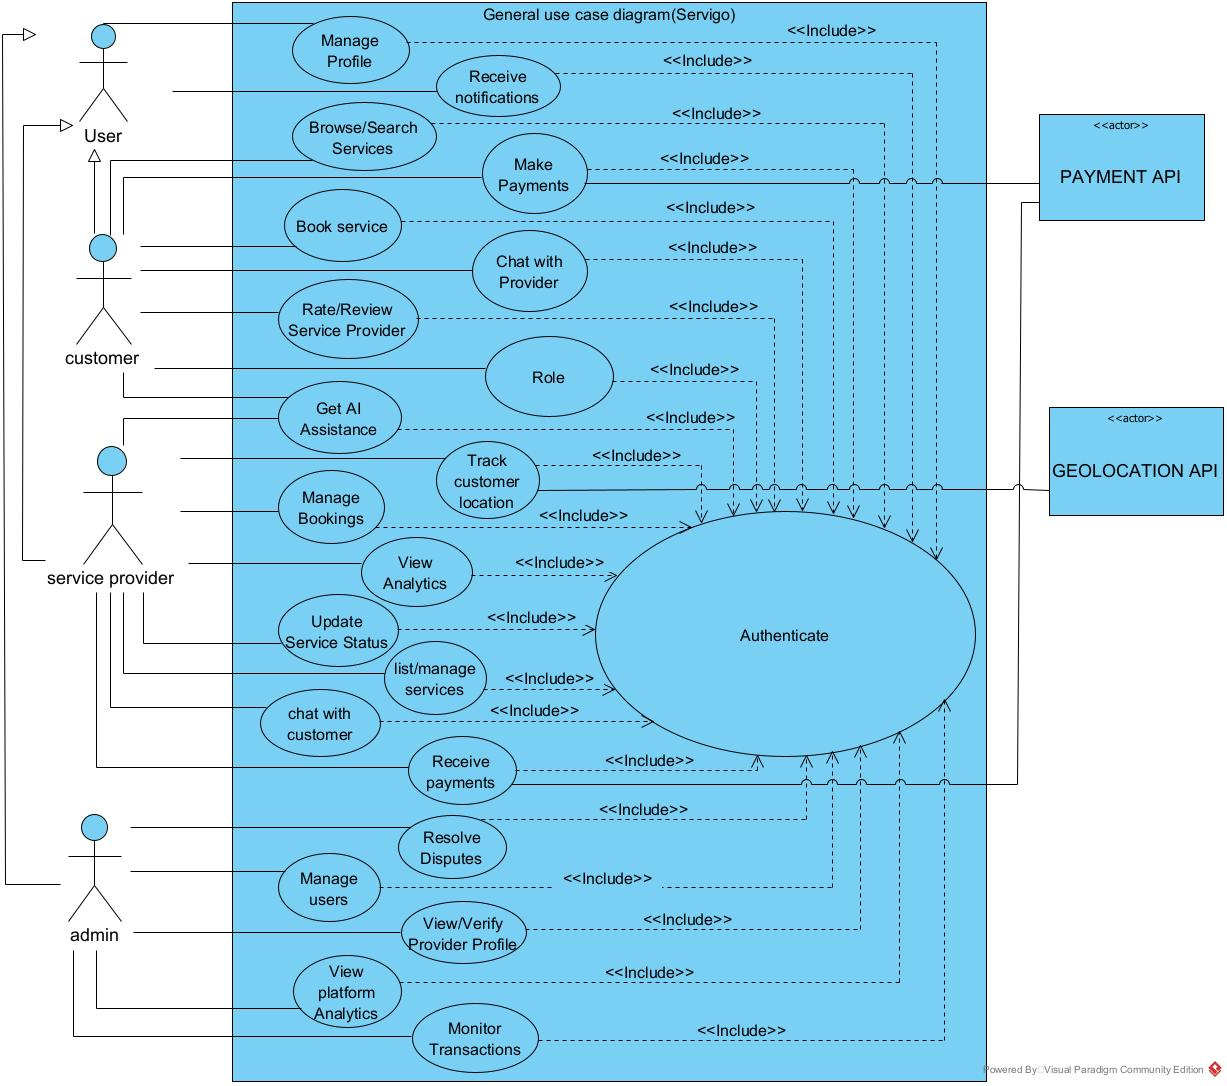 General use case diagram(Servigo)
Manage
Profile
<<Include>>
Receive
notifications
<<Include>>
User
Browse/Search
Services
<<Include>>
<<actor>>
PAYMENT API
Make
Payments
<<Include>>
Book service
<<Include>>
Chat with
Provider
<<Include>>
customer
Rate/Review
Service Provider
<<Include>>
Role
<<Include>>
Get AI
Assistance
<<Include>>
<<actor>>
GEOLOCATION API
Track
customer
location
<<Include>>
Manage
Bookings
<<Include>>
service provider
View
Analytics
<<Include>>
Update
Service Status
<<Include>>
Authenticate
list/manage
services
<<Include>>
chat with
customer
<<Include>>
Receive
payments
<<Include>>
Resolve
Disputes
<<Include>>
Manage
users
<<Include>>
admin
View/Verify
Provider Profile
<<Include>>
View
platform
Analytics
<<Include>>
Monitor
Transactions
<<Include>>
Powered By Visual Paradigm Community Edition